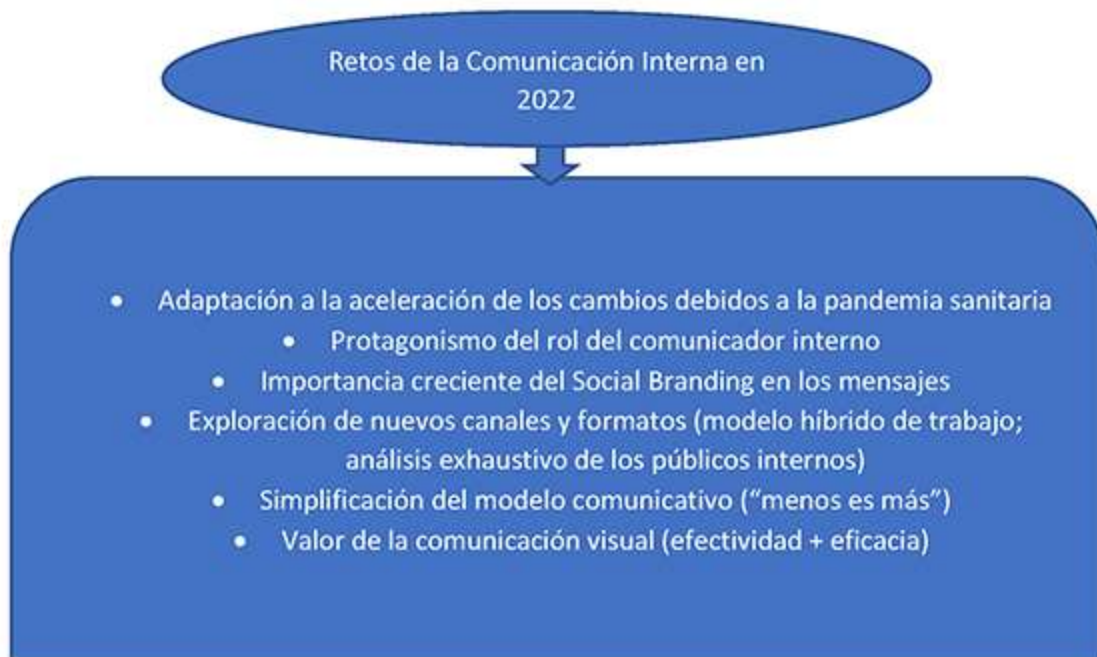 Retos de la Comunicación Interna en
2022
• Adaptación a la aceleración de los cambios debidos a la pandemia sanitaria
• Protagonismo del rol del comunicador interno
• Importancia creciente del Social Branding en los mensajes
• Exploración de nuevos canales y formatos (modelo híbrido de trabajo;
análisis exhaustivo de los públicos internos)
• Simplificación del modelo comunicativo (“menos es más”)
• Valor de la comunicación visual (efectividad + eficacia)